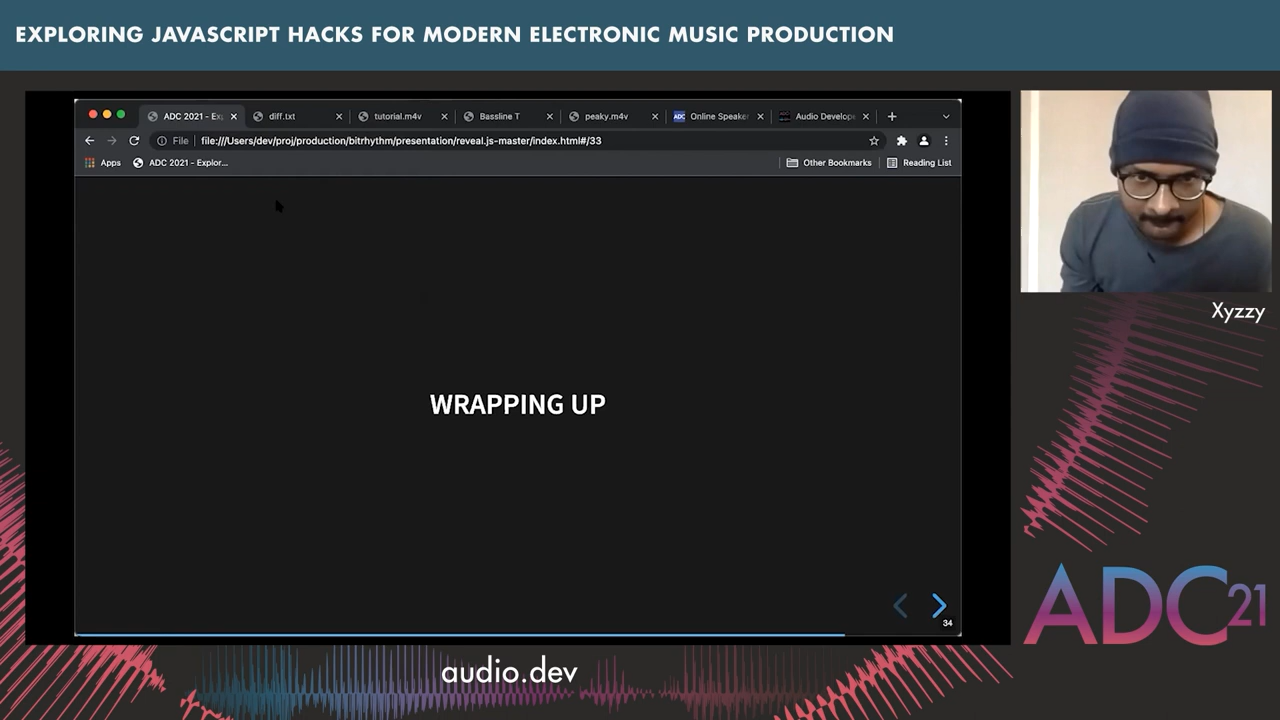 EXPLORING JAVASCRIPT HACKS FOR MODERN ELECTRONIC MUSIC PRODUCTION
ADC 2021 - Ex
diff.txt
tutorial.m4v
Bassline T
peaky.m4v
ADC Online Speake
Audio Develope
File
file:///Users/dev/proj/production/bitrhythm/presentation/reveal.js-master/index.html#/33
Apps
ADC 2021 - Explor...
Other Bookmarks
Reading List
WRAPPING UP
34
Xyzzy
ADC21
audio.dev